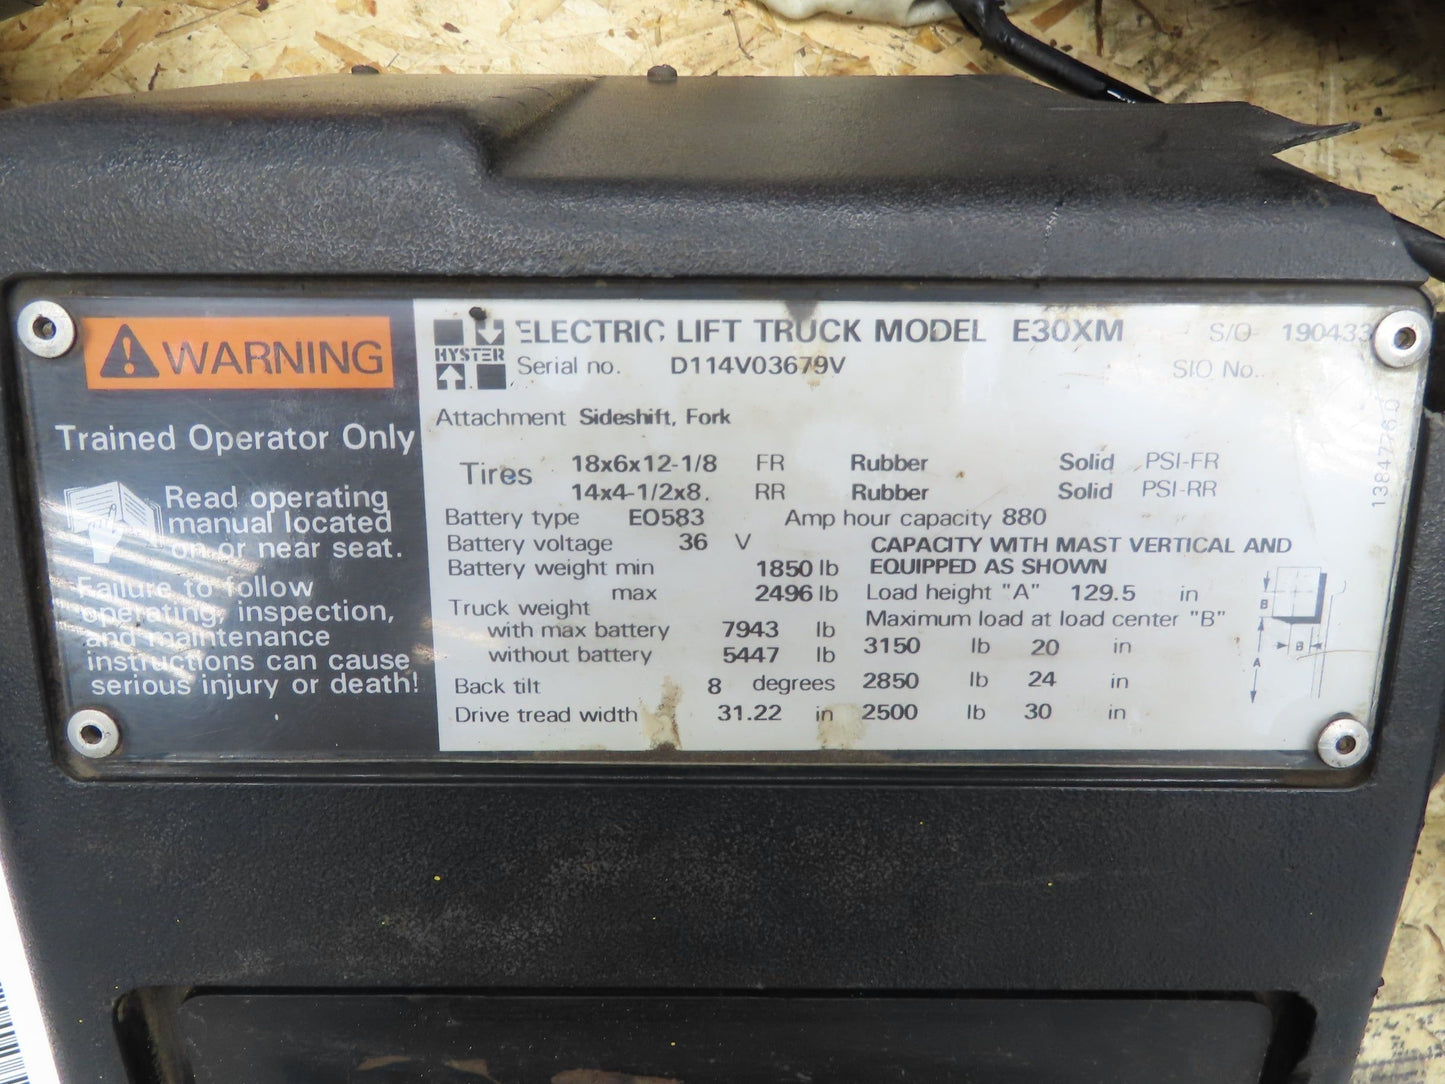 WARNING
Trained Operator Only
Read operating
manual located
on or near seat.
Failure to follow
operating, inspection,
and maintenance
instructions can cause
serious injury or death!
HYSTER
ELECTRIC LIFT TRUCK MODEL E30XM S/O 190433
Serial no. D114V03679V SIO No.
Attachment Sideshift, Fork
Tires 18x6x12-1/8 FR Rubber Solid PSI-FR
14x4-1/2x8. RR Rubber Solid PSI-RR
Battery type EO583 Amp hour capacity 880
Battery voltage 36 V
Battery weight min 1850 lb
max 2496 lb
Truck weight
with max battery 7943 lb
without battery 5447 lb
Back tilt 8 degrees
Drive tread width 31.22 in
CAPACITY WITH MAST VERTICAL AND
EQUIPPED AS SHOWN
Load height "A" 129.5 in
Maximum load at load center "B"
3150 lb 20 in
2850 lb 24 in
2500 lb 30 in
B
B
A